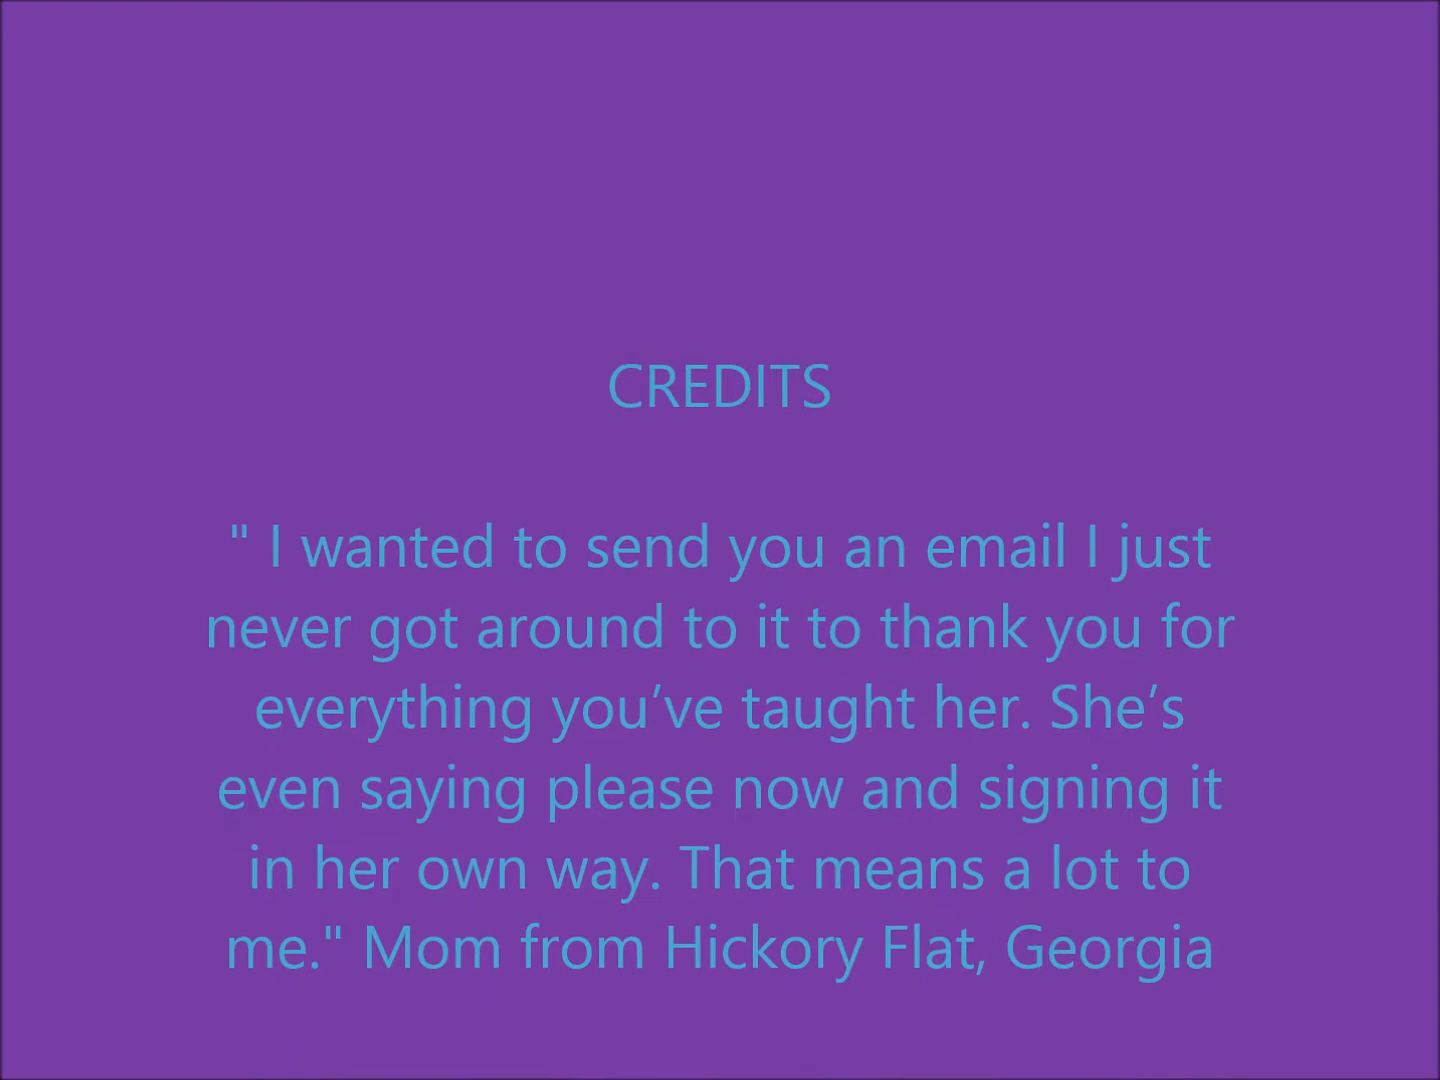 CREDITS
" I wanted to send you an email I just
never got around to it to thank you for
everything you’ve taught her. She’s
even saying please now and signing it
in her own way. That means a lot to
me." Mom from Hickory Flat, Georgia